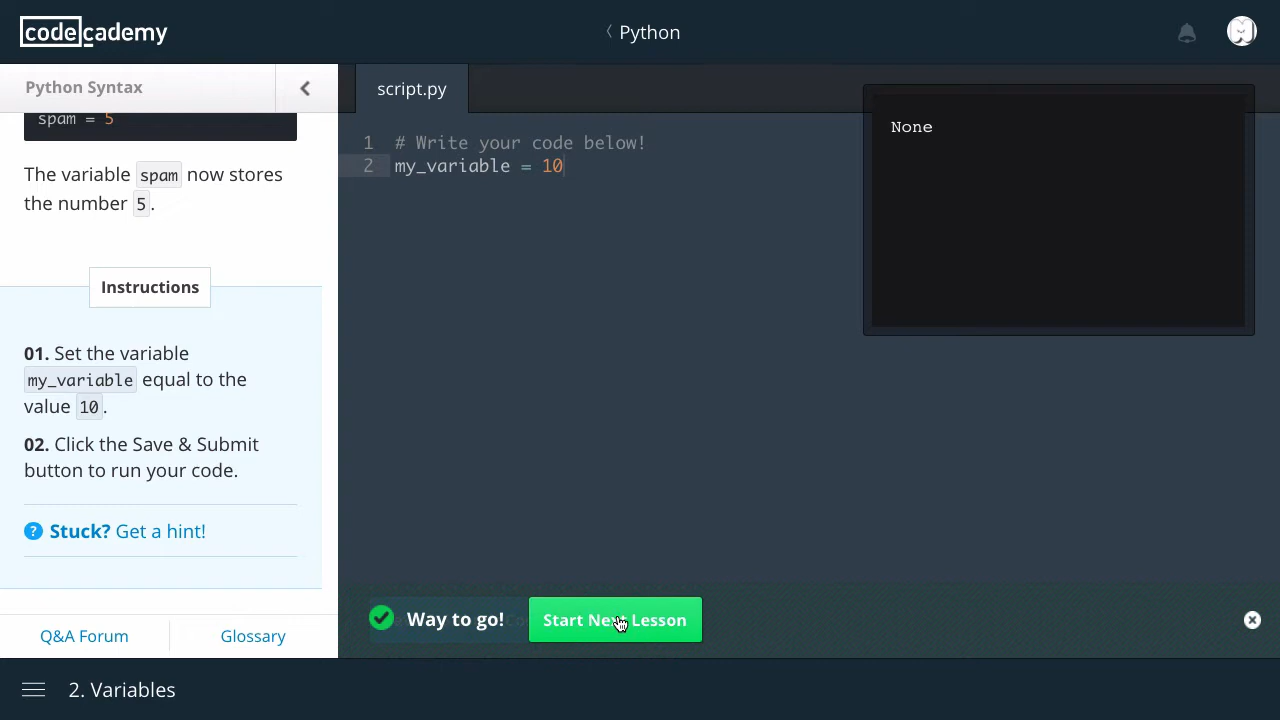 codecademy
Python
Python Syntax
script.py
spam = 5
The variable spam now stores
the number 5.
Instructions
01. Set the variable
my_variable equal to the
value 10.
02. Click the Save & Submit
button to run your code.
? Stuck? Get a hint!
Q&A Forum
Glossary
1 # Write your code below!
2 my_variable = 10
None
Way to go!
Start Next Lesson
2. Variables